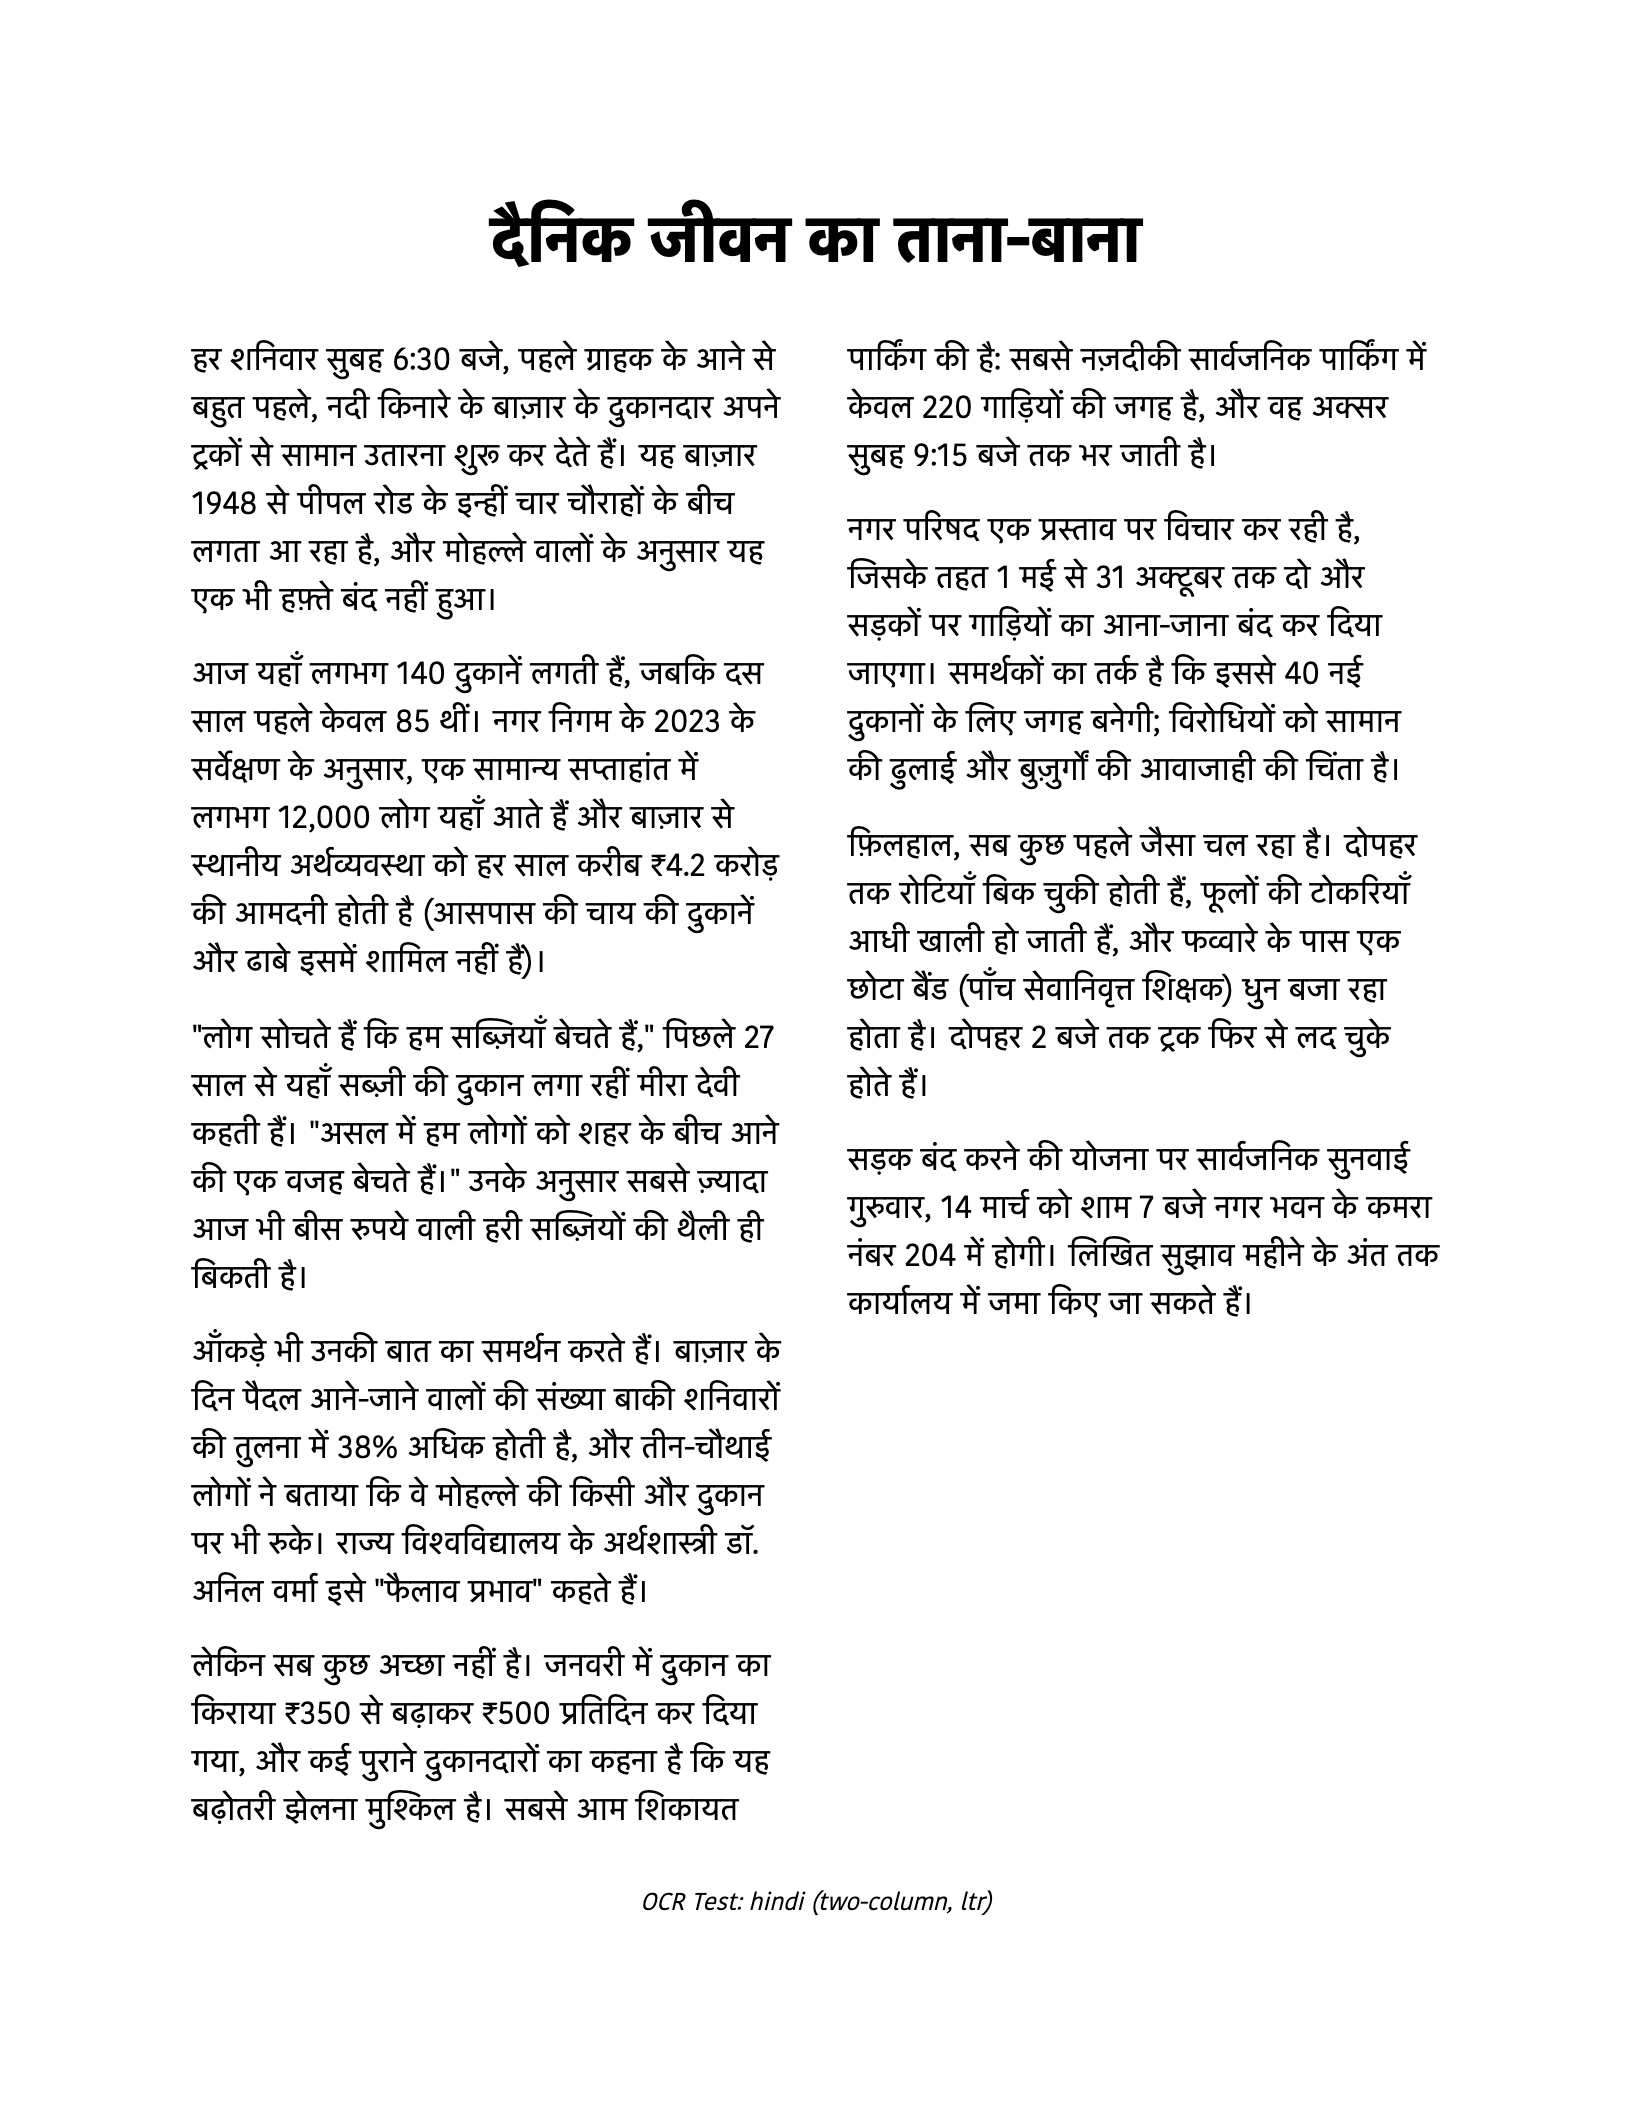 दैनिक जीवन का ताना-बाना
हर शनिवार सुबह 6:30 बजे, पहले ग्राहक के आने से
बहुत पहले, नदी किनारे के बाज़ार के दुकानदार अपने
ट्रकों से सामान उतारना शुरू कर देते हैं। यह बाज़ार
1948 से पीपल रोड के इन्हीं चार चौराहों के बीच
लगता आ रहा है, और मोहल्ले वालों के अनुसार यह
एक भी हफ़्ते बंद नहीं हुआ।
आज यहाँ लगभग 140 दुकानें लगती हैं, जबकि दस
साल पहले केवल 85 थीं। नगर निगम के 2023 के
सर्वेक्षण के अनुसार, एक सामान्य सप्ताहांत में
लगभग 12,000 लोग यहाँ आते हैं और बाज़ार से
स्थानीय अर्थव्यवस्था को हर साल करीब ₹4.2 करोड़
की आमदनी होती है (आसपास की चाय की दुकानें
और ढाबे इसमें शामिल नहीं हैं)।
"लोग सोचते हैं कि हम सब्ज़ियाँ बेचते हैं," पिछले 27
साल से यहाँ सब्ज़ी की दुकान लगा रहीं मीरा देवी
कहती हैं। "असल में हम लोगों को शहर के बीच आने
की एक वजह बेचते हैं।" उनके अनुसार सबसे ज़्यादा
आज भी बीस रुपये वाली हरी सब्ज़ियों की थैली ही
बिकती है।
आँकड़े भी उनकी बात का समर्थन करते हैं। बाज़ार के
दिन पैदल आने-जाने वालों की संख्या बाकी शनिवारों
की तुलना में 38% अधिक होती है, और तीन-चौथाई
लोगों ने बताया कि वे मोहल्ले की किसी और दुकान
पर भी रुके। राज्य विश्वविद्यालय के अर्थशास्त्री डॉ.
अनिल वर्मा इसे "फैलाव प्रभाव" कहते हैं।
लेकिन सब कुछ अच्छा नहीं है। जनवरी में दुकान का
किराया ₹350 से बढ़ाकर ₹500 प्रतिदिन कर दिया
गया, और कई पुराने दुकानदारों का कहना है कि यह
बढ़ोतरी झेलना मुश्किल है। सबसे आम शिकायत
पार्किंग की है: सबसे नज़दीकी सार्वजनिक पार्किंग में
केवल 220 गाड़ियों की जगह है, और वह अक्सर
सुबह 9:15 बजे तक भर जाती है।
नगर परिषद एक प्रस्ताव पर विचार कर रही है,
जिसके तहत 1 मई से 31 अक्टूबर तक दो और
सड़कों पर गाड़ियों का आना-जाना बंद कर दिया
जाएगा। समर्थकों का तर्क है कि इससे 40 नई
दुकानों के लिए जगह बनेगी; विरोधियों को सामान
की ढुलाई और बुज़ुर्गों की आवाजाही की चिंता है।
फ़िलहाल, सब कुछ पहले जैसा चल रहा है। दोपहर
तक रोटियाँ बिक चुकी होती हैं, फूलों की टोकरियाँ
आधी खाली हो जाती हैं, और फव्वारे के पास एक
छोटा बैंड (पाँच सेवानिवृत्त शिक्षक) धुन बजा रहा
होता है। दोपहर 2 बजे तक ट्रक फिर से लद चुके
होते हैं।
सड़क बंद करने की योजना पर सार्वजनिक सुनवाई
गुरुवार, 14 मार्च को शाम 7 बजे नगर भवन के कमरा
नंबर 204 में होगी। लिखित सुझाव महीने के अंत तक
कार्यालय में जमा किए जा सकते हैं।
OCR Test: hindi (two-column, ltr)